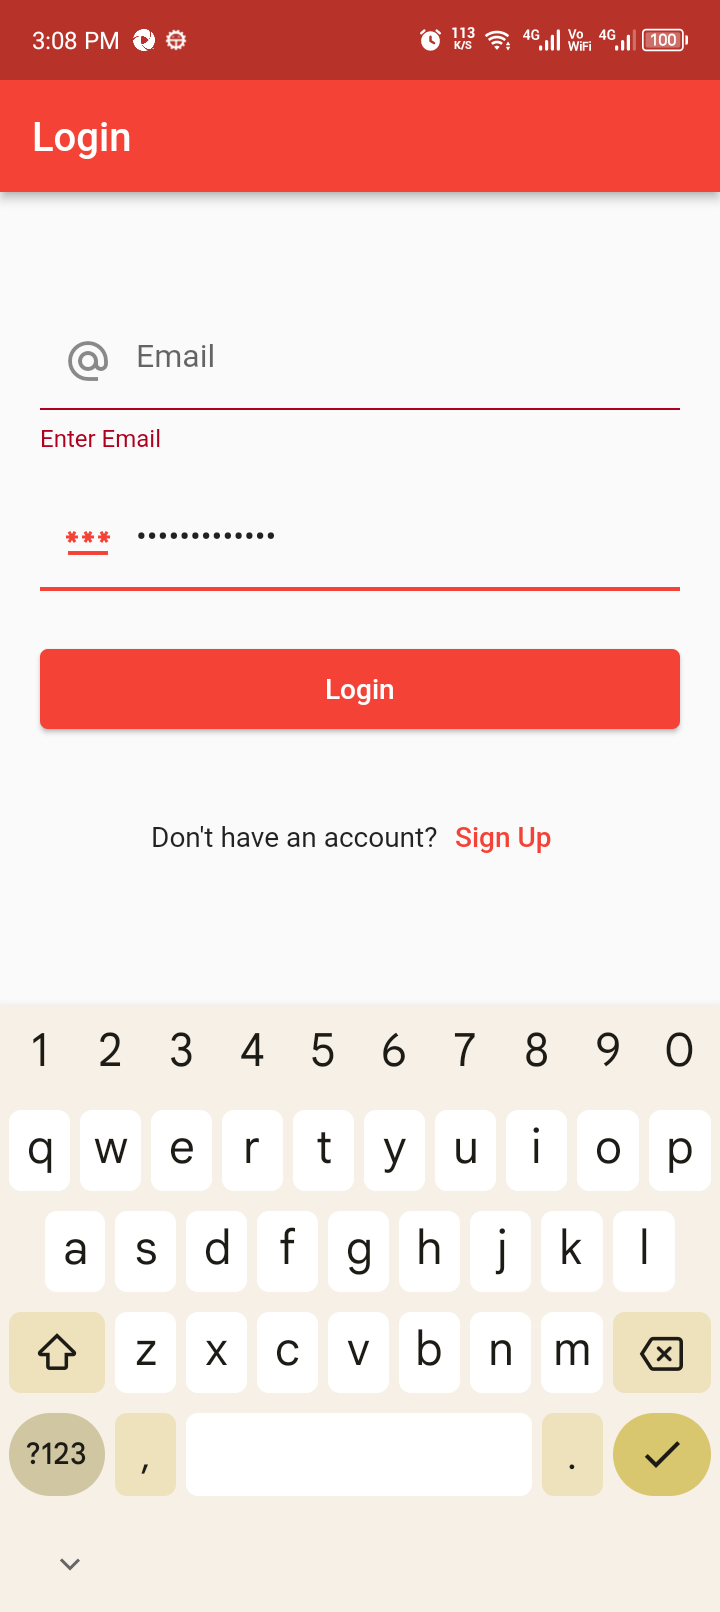 3:08 PM 113 K/S 4G Vo WiFi 4G 100
Login
Email
Enter Email
•••••••••••••
Login
Don't have an account? Sign Up
1 2 3 4 5 6 7 8 9 0
q w e r t y u i o p
a s d f g h j k l
z x c v b n m
?123 , .